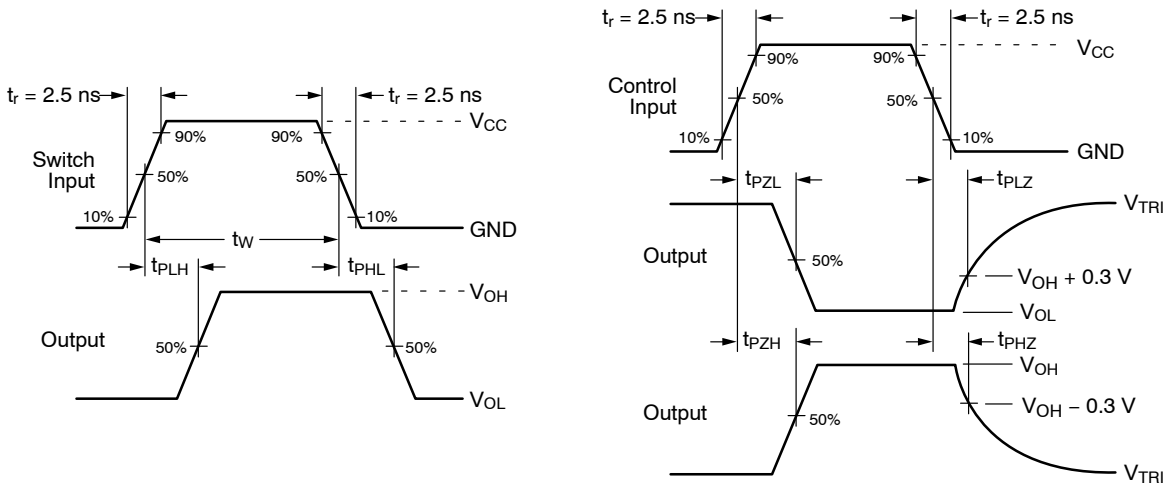 tr = 2.5 ns
tr = 2.5 ns
VCC
90%
90%
Switch
Input
50%
50%
10%
10%
GND
tW
tPLH
tPHL
VOH
Output
50%
50%
VOL
tr = 2.5 ns
tr = 2.5 ns
VCC
90%
90%
Control
Input
50%
50%
10%
10%
GND
tPZL
tPLZ
VTRI
Output
50%
VOH + 0.3 V
VOL
tPZH
tPHZ
VOH
VOH − 0.3 V
Output
50%
VTRI